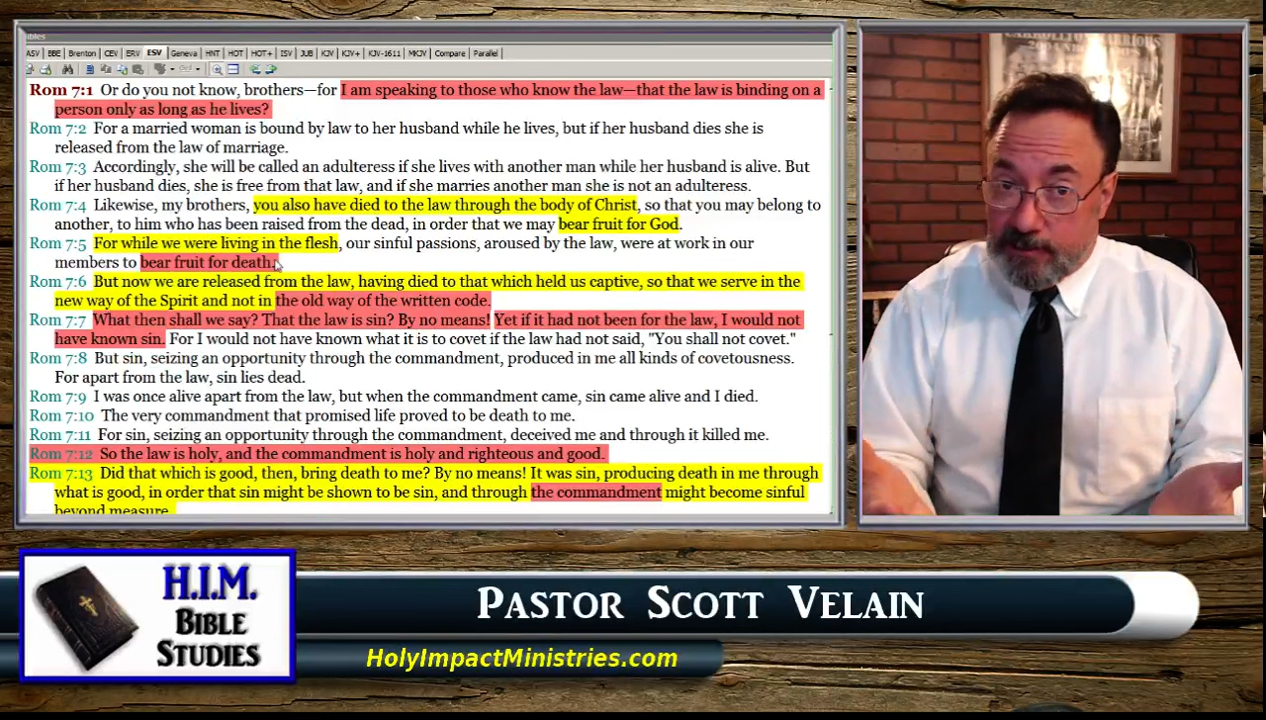 ibles
ASV BBE Brenton CEV ERV ESV Geneva HNT HOT HOT+ ISV JUB KJV KJV+ KJV-1611 MKJV Compare Parallel
Rom 7:1 Or do you not know, brothers—for I am speaking to those who know the law—that the law is binding on a
person only as long as he lives?
Rom 7:2 For a married woman is bound by law to her husband while he lives, but if her husband dies she is
released from the law of marriage.
Rom 7:3 Accordingly, she will be called an adulteress if she lives with another man while her husband is alive. But
if her husband dies, she is free from that law, and if she marries another man she is not an adulteress.
Rom 7:4 Likewise, my brothers, you also have died to the law through the body of Christ, so that you may belong to
another, to him who has been raised from the dead, in order that we may bear fruit for God.
Rom 7:5 For while we were living in the flesh, our sinful passions, aroused by the law, were at work in our
members to bear fruit for death.
Rom 7:6 But now we are released from the law, having died to that which held us captive, so that we serve in the
new way of the Spirit and not in the old way of the written code.
Rom 7:7 What then shall we say? That the law is sin? By no means! Yet if it had not been for the law, I would not
have known sin. For I would not have known what it is to covet if the law had not said, "You shall not covet."
Rom 7:8 But sin, seizing an opportunity through the commandment, produced in me all kinds of covetousness.
For apart from the law, sin lies dead.
Rom 7:9 I was once alive apart from the law, but when the commandment came, sin came alive and I died.
Rom 7:10 The very commandment that promised life proved to be death to me.
Rom 7:11 For sin, seizing an opportunity through the commandment, deceived me and through it killed me.
Rom 7:12 So the law is holy, and the commandment is holy and righteous and good.
Rom 7:13 Did that which is good, then, bring death to me? By no means! It was sin, producing death in me through
what is good, in order that sin might be shown to be sin, and through the commandment might become sinful
beyond measure.
CARROLLTON WARRIORS
H.I.M.
BIBLE
STUDIES
PASTOR SCOTT VELAIN
HolyImpactMinistries.com